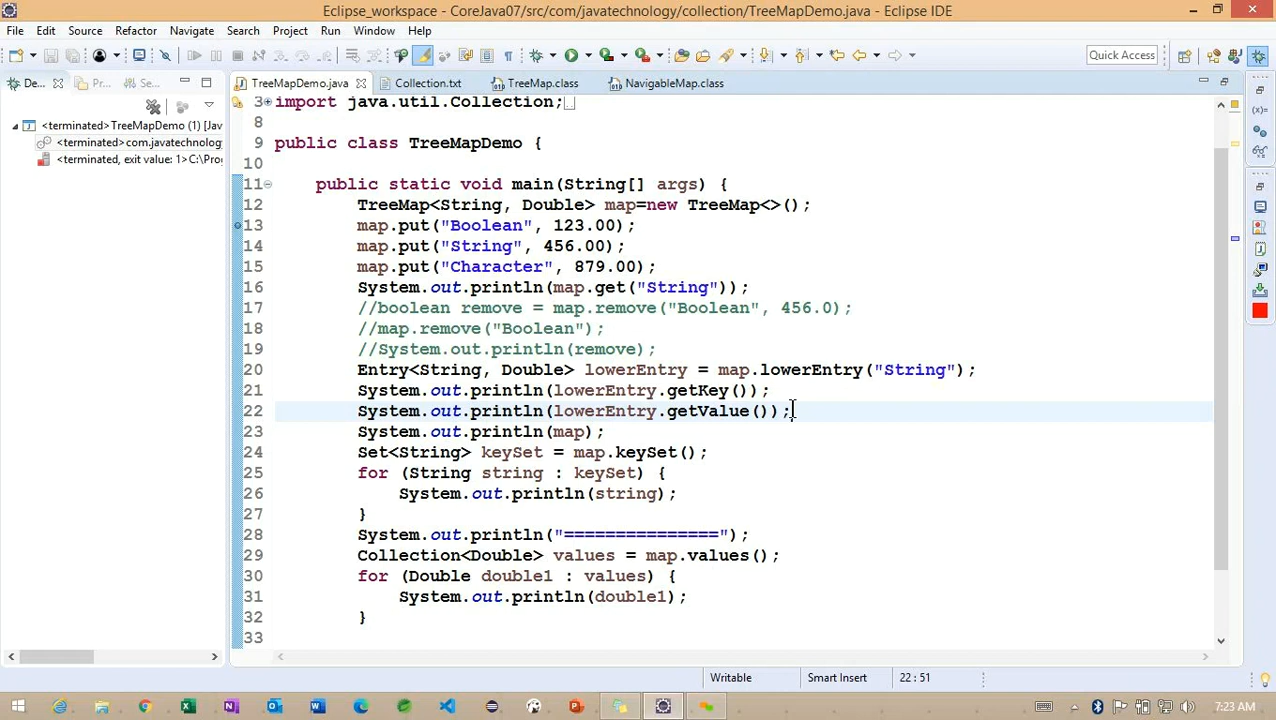 Eclipse_workspace - CoreJava07/src/com/javatechnology/collection/TreeMapDemo.java - Eclipse IDE
File Edit Source Refactor Navigate Search Project Run Window Help
Quick Access
De... Pr... Se...
TreeMapDemo.java Collection.txt TreeMap.class NavigableMap.class
<terminated>TreeMapDemo (1) [Jav
<terminated>com.javatechnology
<terminated, exit value: 1>C:\Pro
3 import java.util.Collection;
8
9 public class TreeMapDemo {
10
11 public static void main(String[] args) {
12 TreeMap<String, Double> map=new TreeMap<>();
13 map.put("Boolean", 123.00);
14 map.put("String", 456.00);
15 map.put("Character", 879.00);
16 System.out.println(map.get("String"));
17 //boolean remove = map.remove("Boolean", 456.0);
18 //map.remove("Boolean");
19 //System.out.println(remove);
20 Entry<String, Double> lowerEntry = map.lowerEntry("String");
21 System.out.println(lowerEntry.getKey());
22 System.out.println(lowerEntry.getValue());
23 System.out.println(map);
24 Set<String> keySet = map.keySet();
25 for (String string : keySet) {
26 System.out.println(string);
27 }
28 System.out.println("===============");
29 Collection<Double> values = map.values();
30 for (Double double1 : values) {
31 System.out.println(double1);
32 }
33
Writable Smart Insert 22 : 51
7:23 AM